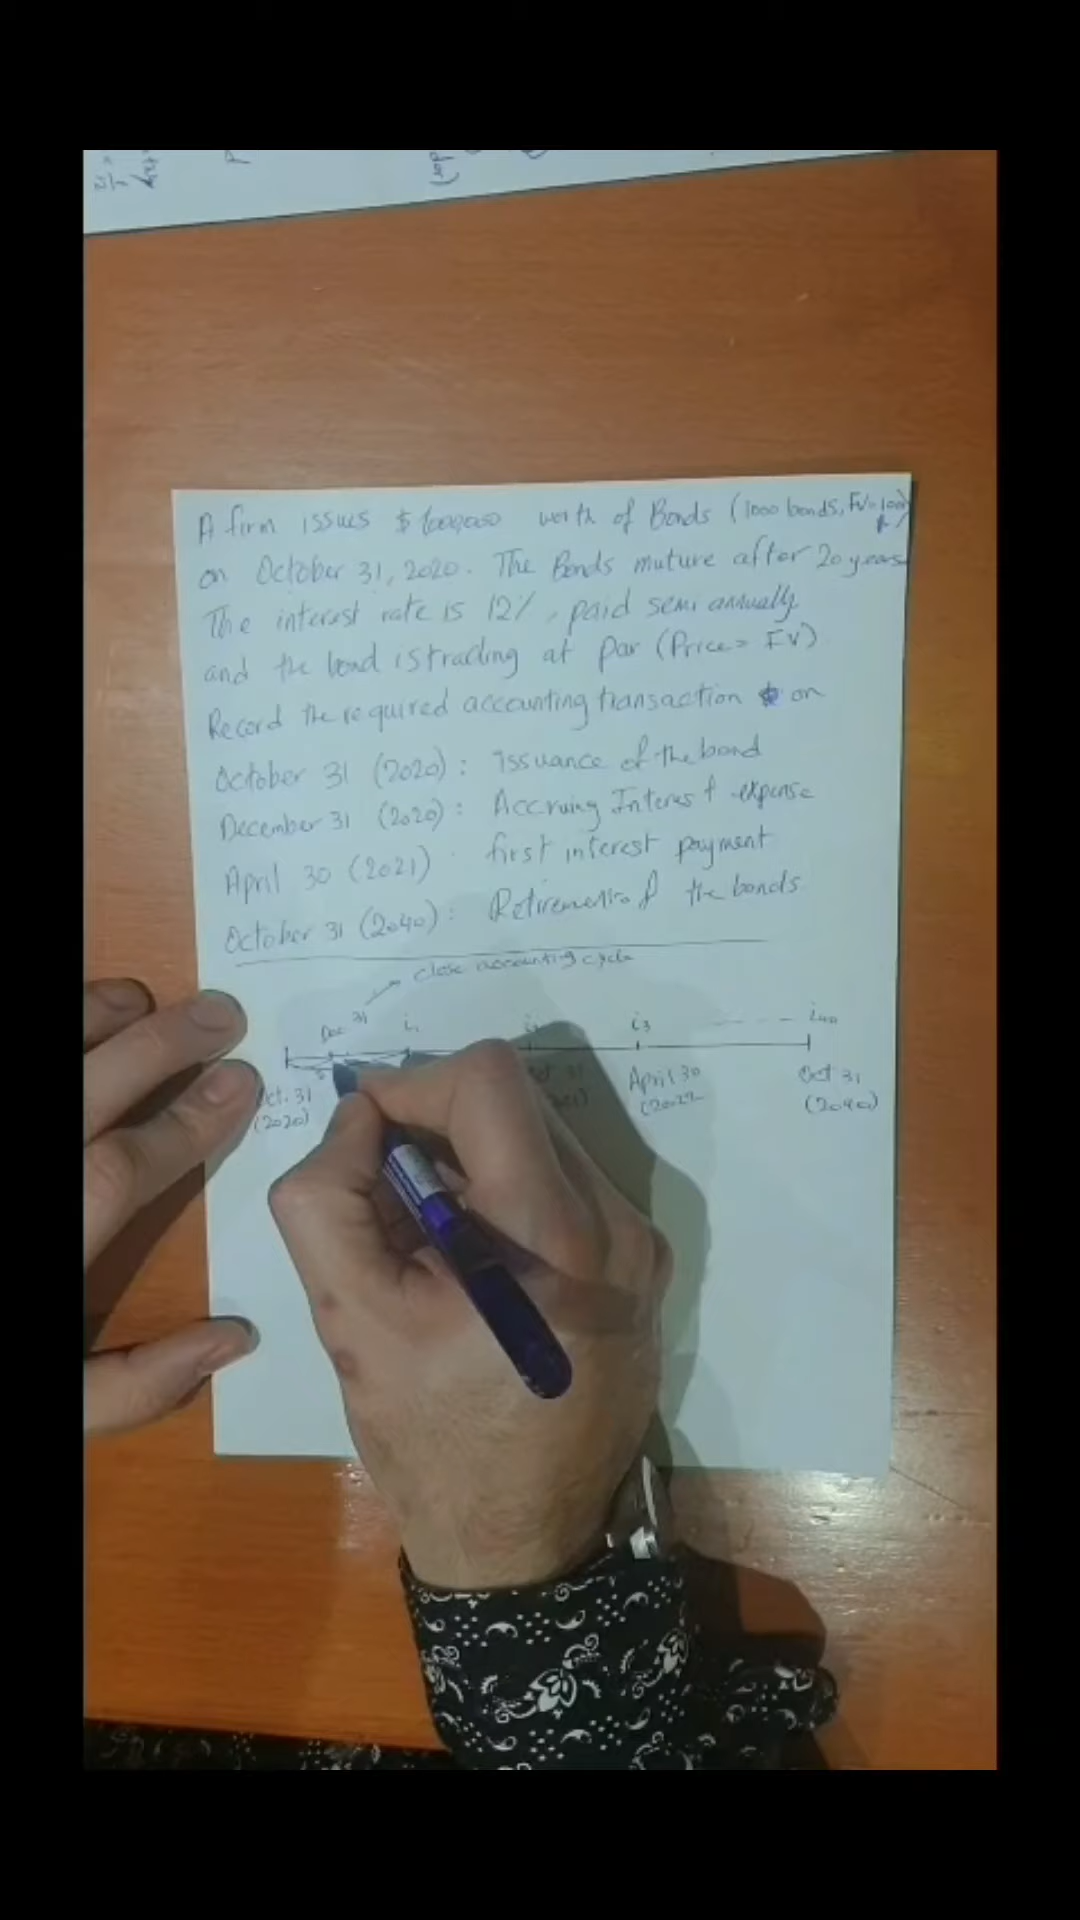 A firm issues $1000,000 worth of Bonds (1000 bonds, FV=1000
on October 31, 2020. The Bonds muture after 20 years
The interest rate is 12%, paid semi annually
and the bond is trading at par (Price = FV)
Record the required accounting transaction on
October 31 (2020): Issuance of the bond
December 31 (2020): Accruing Interest expense
April 30 (2021) : first interest payment
October 31 (2040): Retirement of the bonds
close accounting cycle
Dec 31 i1 i3 i40
Oct. 31 April 30 Oct 31
(2020) (2022 (2040)